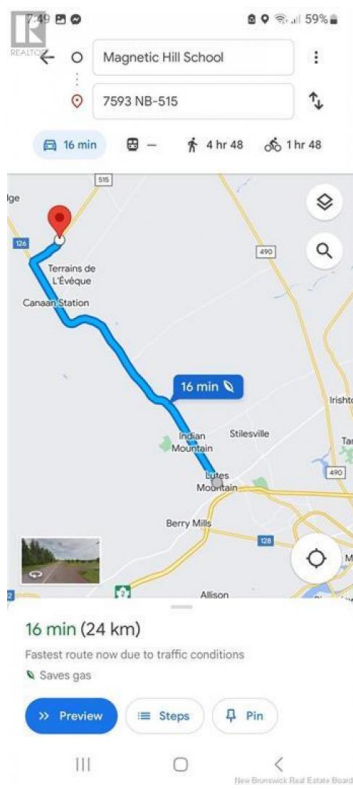 7:49
59%
REALTOR
Magnetic Hill School
7593 NB-515
16 min
—
4 hr 48
1 hr 48
515
126
490
Terrains de
L'Évêque
Canaan Station
16 min
Indian
Mountain
Stilesville
Irishto
Lutes
Mountain
490
Berry Mills
128
2
Allison
16 min (24 km)
Fastest route now due to traffic conditions
Saves gas
Preview
Steps
Pin
New Brunswick Real Estate Board